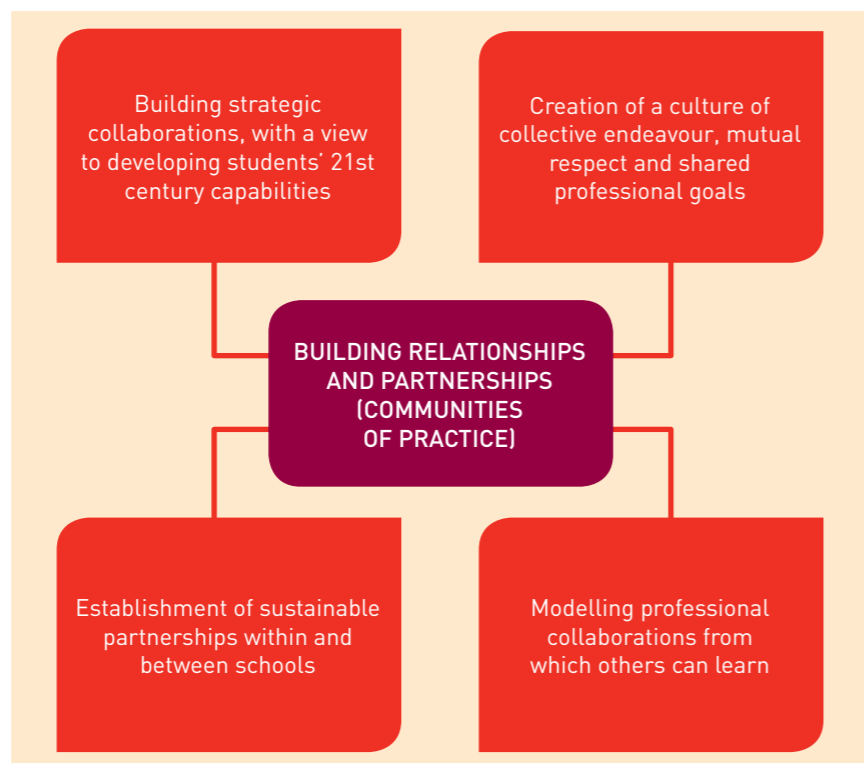 Building strategic
collaborations, with a view
to developing students’ 21st
century capabilities
Creation of a culture of
collective endeavour, mutual
respect and shared
professional goals
BUILDING RELATIONSHIPS
AND PARTNERSHIPS
(COMMUNITIES
OF PRACTICE)
Establishment of sustainable
partnerships within and
between schools
Modelling professional
collaborations from
which others can learn